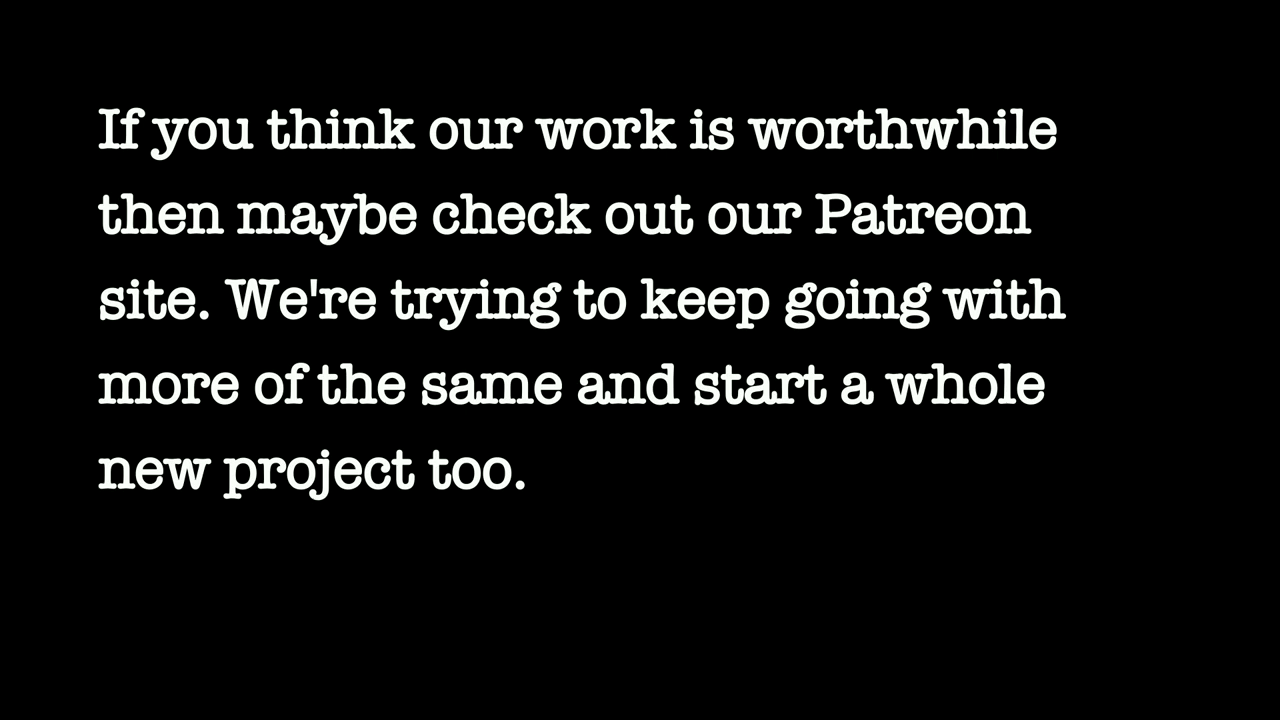 If you think our work is worthwhile
then maybe check out our Patreon
site. We're trying to keep going with
more of the same and start a whole
new project too.